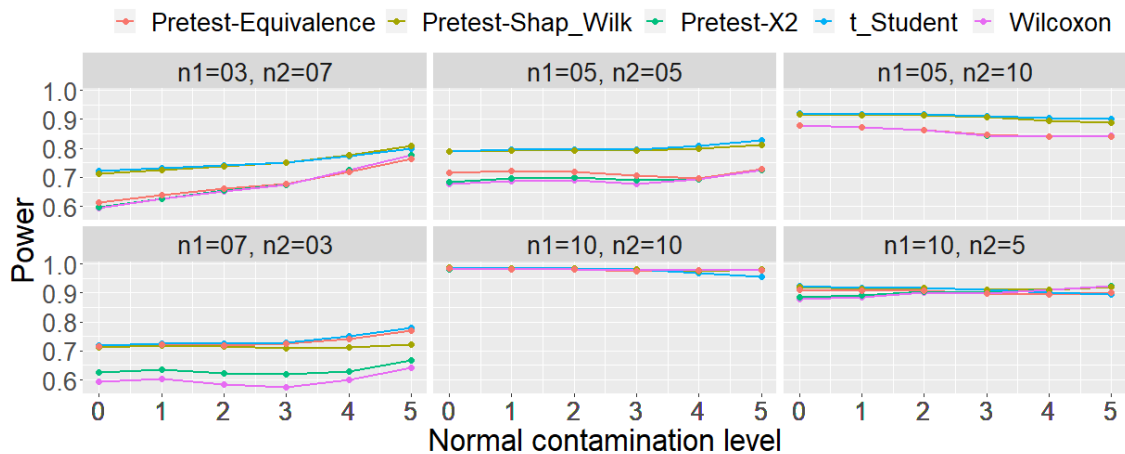 Pretest-Equivalence Pretest-Shap_Wilk Pretest-X2 t_Student Wilcoxon
n1=03, n2=07 n1=05, n2=05 n1=05, n2=10
1.0
0.9
0.8
0.7
0.6
Power
n1=07, n2=03 n1=10, n2=10 n1=10, n2=5
1.0
0.9
0.8
0.7
0.6
0 1 2 3 4 5 0 1 2 3 4 5 0 1 2 3 4 5
Normal contamination level